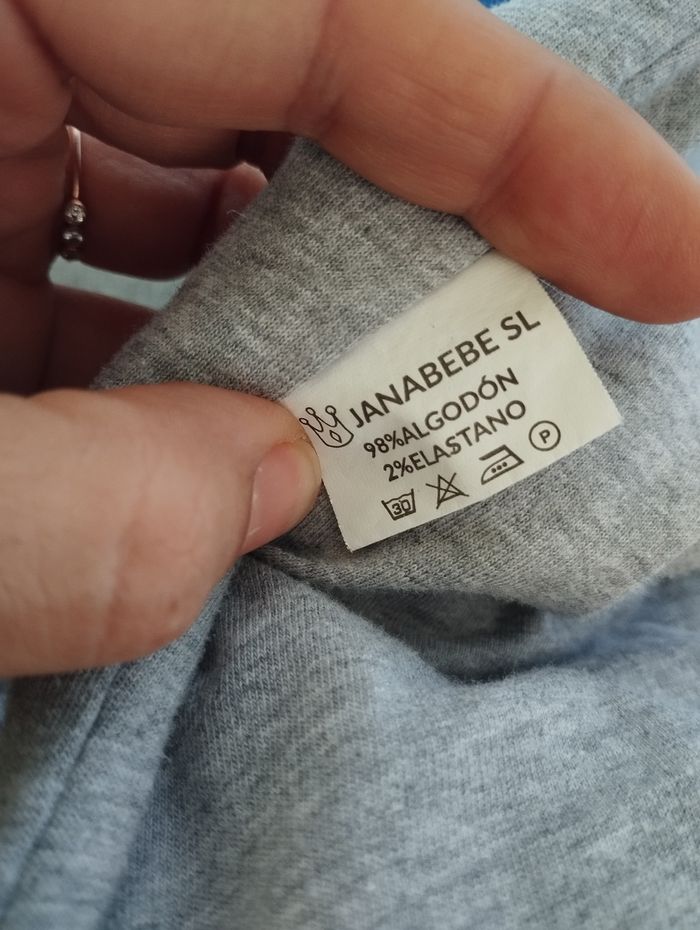 JANABEBE SL
98%ALGODÓN
2%ELASTANO
30 P